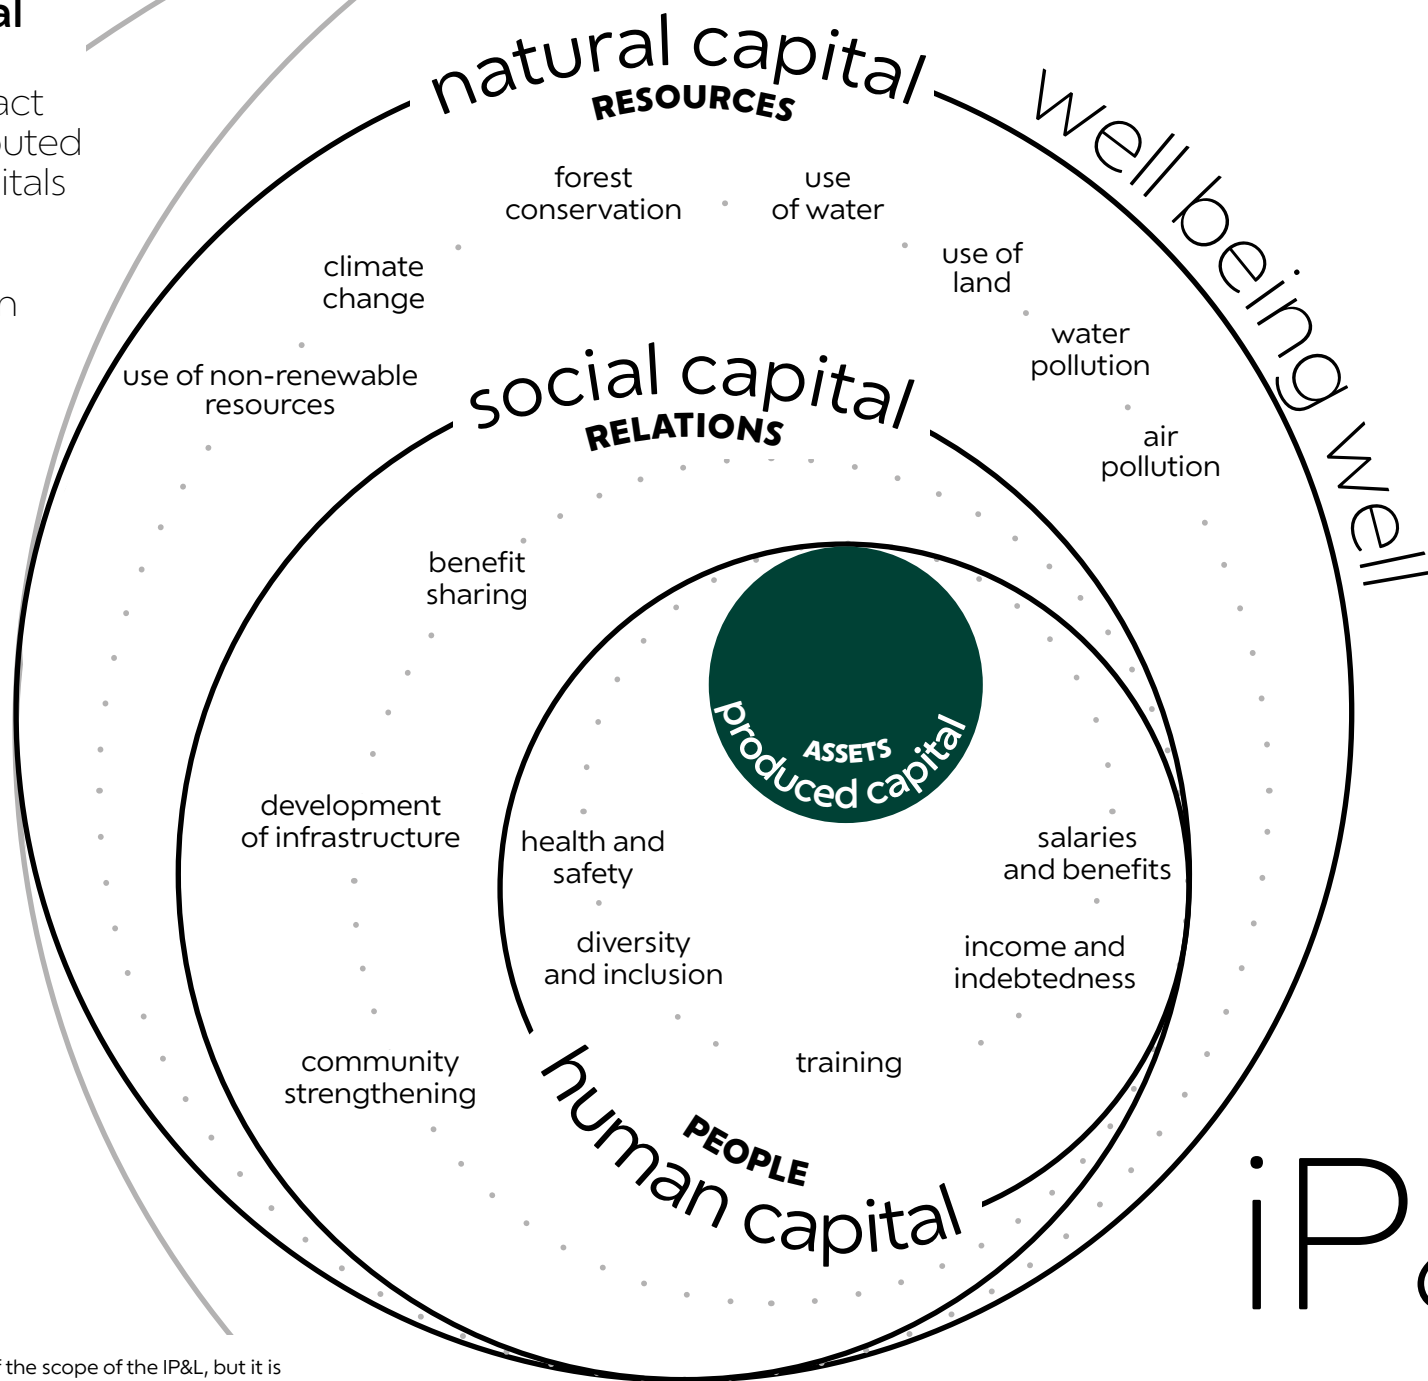 al
act
outed
itals
n
natural capital
RESOURCES
well being well
forest
conservation
use
of water
climate
change
use of
land
water
pollution
use of non-renewable
resources
air
pollution
social capital
RELATIONS
benefit
sharing
development
of infrastructure
community
strengthening
ASSETS
produced capital
health and
safety
salaries
and benefits
diversity
and inclusion
income and
indebtedness
training
PEOPLE
human capital
iP&
f the scope of the IP&L, but it is